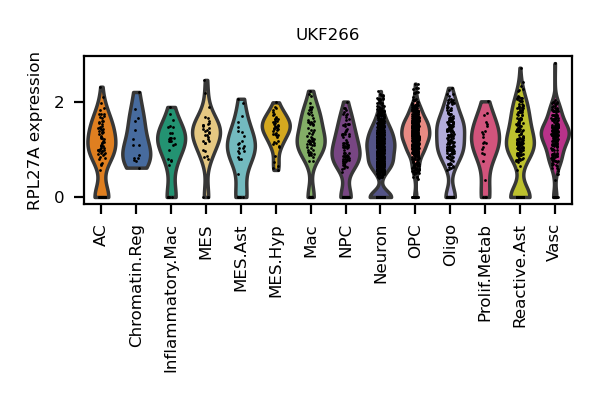 UKF266
RPL27A expression
2
0
AC
Chromatin.Reg
Inflammatory.Mac
MES
MES.Ast
MES.Hyp
Mac
NPC
Neuron
OPC
Oligo
Prolif.Metab
Reactive.Ast
Vasc